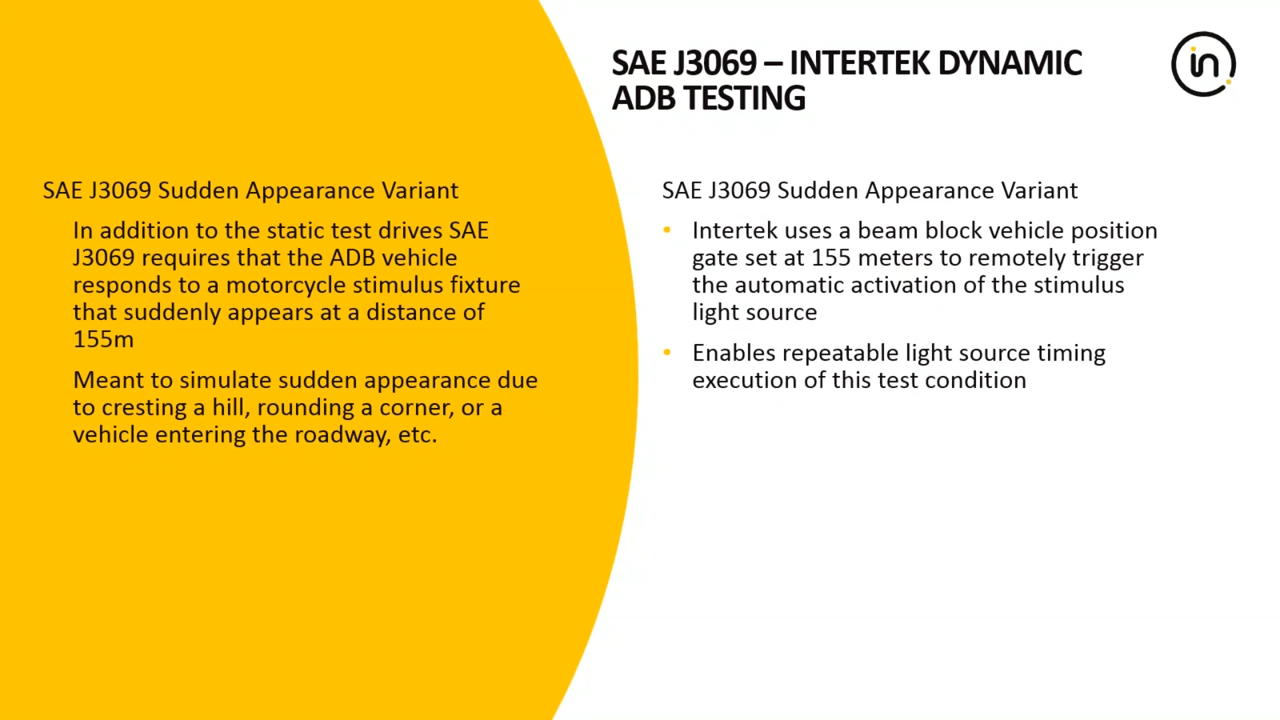 SAE J3069 – INTERTEK DYNAMIC
ADB TESTING
in
SAE J3069 Sudden Appearance Variant
In addition to the static test drives SAE
J3069 requires that the ADB vehicle
responds to a motorcycle stimulus fixture
that suddenly appears at a distance of
155m
Meant to simulate sudden appearance due
to cresting a hill, rounding a corner, or a
vehicle entering the roadway, etc.
SAE J3069 Sudden Appearance Variant
• Intertek uses a beam block vehicle position
gate set at 155 meters to remotely trigger
the automatic activation of the stimulus
light source
• Enables repeatable light source timing
execution of this test condition